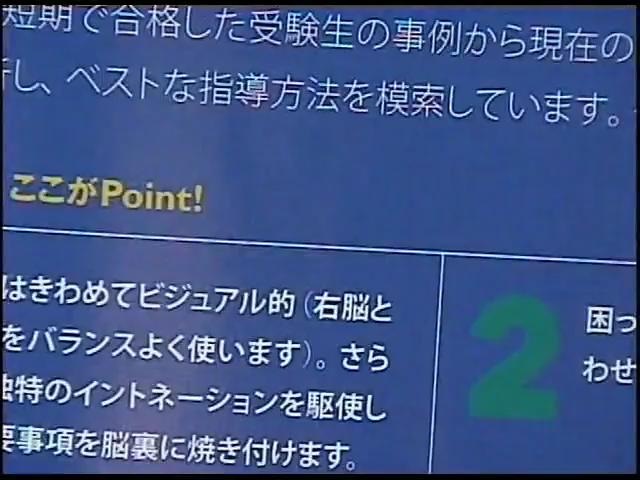 短期で合格した受験生の事例から現在の
し、ベストな指導方法を模索しています。
ここがPoint!
はきわめてビジュアル的（右脳と
をバランスよく使います）。さら
独特のイントネーションを駆使し
要事項を脳裏に焼き付けます。
2
困っ
わせ